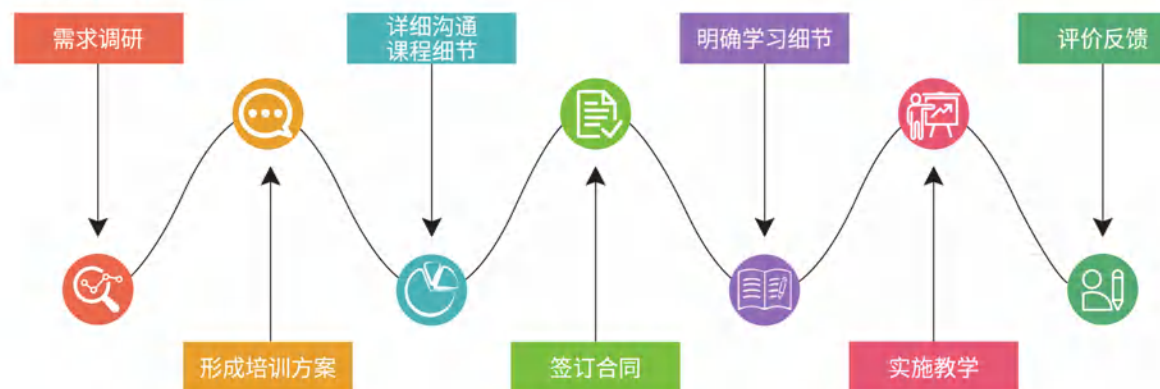 需求调研
详细沟通
课程细节
明确学习细节
评价反馈
形成培训方案
签订合同
实施教学